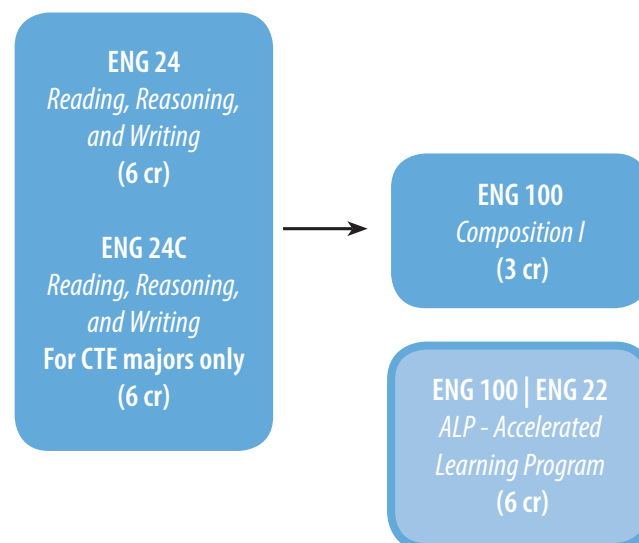 ENG 24
Reading, Reasoning,
and Writing
(6 cr)
ENG 24C
Reading, Reasoning,
and Writing
For CTE majors only
(6 cr)
ENG 100
Composition I
(3 cr)
ENG 100 | ENG 22
ALP - Accelerated
Learning Program
(6 cr)